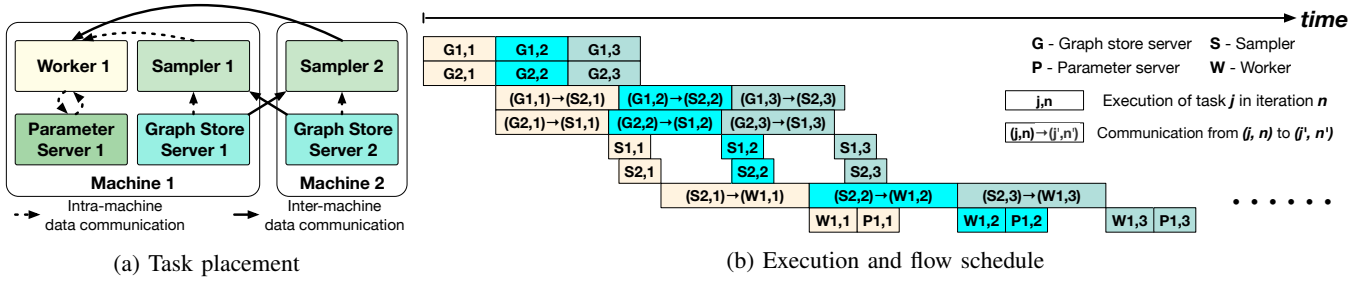 Worker 1
Sampler 1
Sampler 2
Parameter
Server 1
Graph Store
Server 1
Graph Store
Server 2
Machine 1
Machine 2
Intra-machine
data communication
Inter-machine
data communication
(a) Task placement
time
G1,1 G1,2 G1,3
G2,1 G2,2 G2,3
(G1,1)→(S2,1) (G1,2)→(S2,2) (G1,3)→(S2,3)
(G2,1)→(S1,1) (G2,2)→(S1,2) (G2,3)→(S1,3)
S1,1 S1,2 S1,3
S2,1 S2,2 S2,3
(S2,1)→(W1,1) (S2,2)→(W1,2) (S2,3)→(W1,3)
W1,1 P1,1 W1,2 P1,2 W1,3 P1,3
G - Graph store server S - Sampler
P - Parameter server W - Worker
j,n Execution of task j in iteration n
(j,n)→(j',n') Communication from (j, n) to (j', n')
. . . . . .
(b) Execution and flow schedule